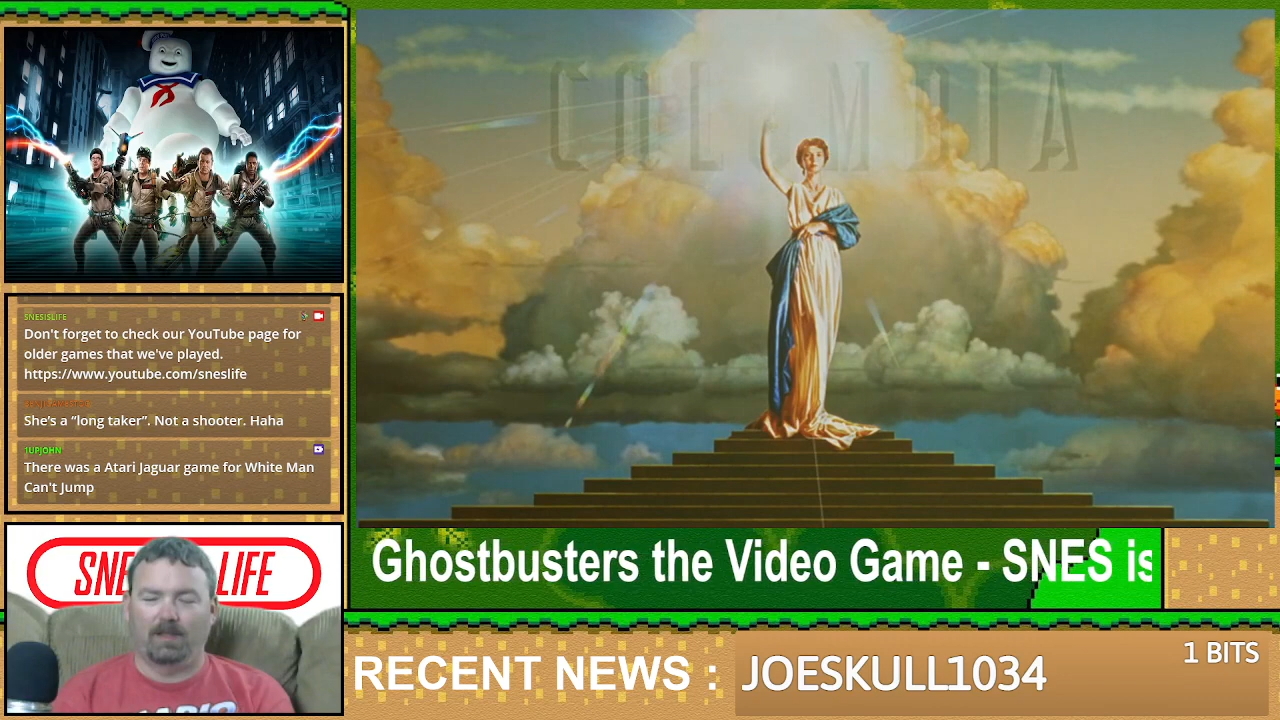 COLUMBIA
SNESISLIFE
Don't forget to check our YouTube page for
older games that we've played.
https://www.youtube.com/sneslife
She's a “long taker”. Not a shooter. Haha
1UPJOHN
There was a Atari Jaguar game for White Man
Can't Jump
SNE LIFE
Ghostbusters the Video Game - SNES is
RECENT NEWS : JOESKULL1034
1 BITS